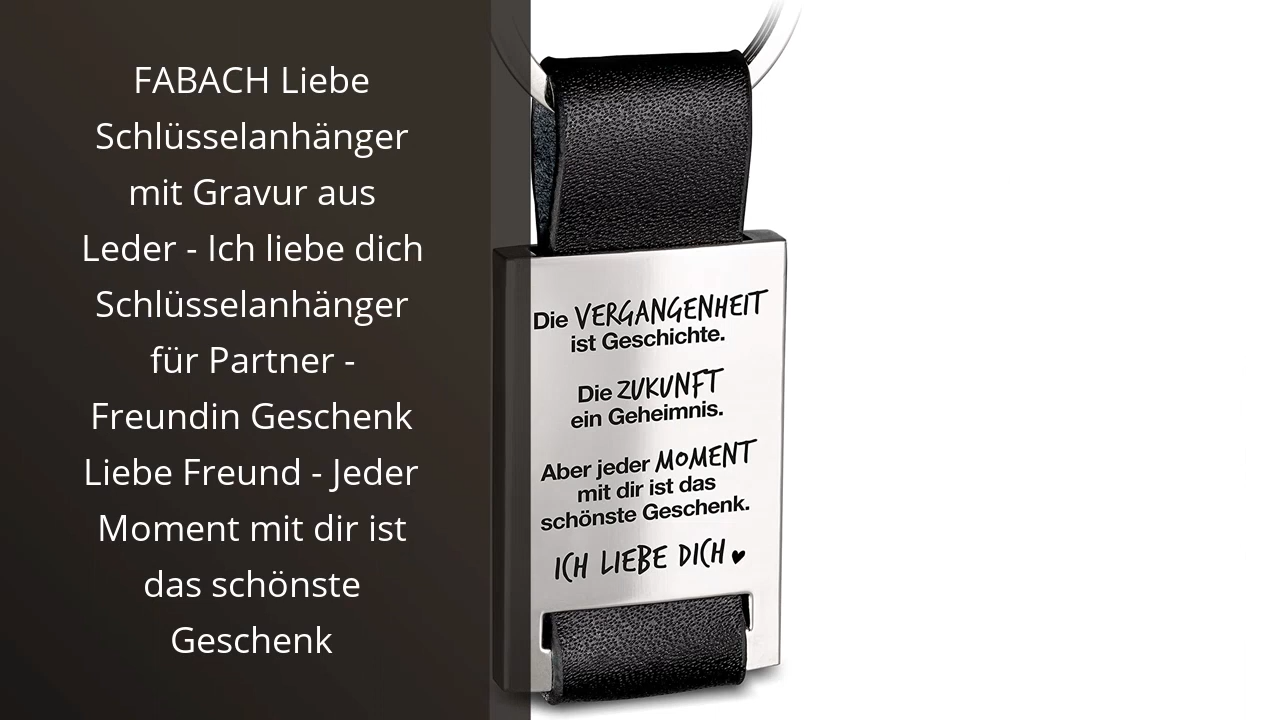 FABACH Liebe
Schlüsselanhänger
mit Gravur aus
Leder - Ich liebe dich
Schlüsselanhänger
für Partner -
Freundin Geschenk
Liebe Freund - Jeder
Moment mit dir ist
das schönste
Geschenk
Die VERGANGENHEIT
ist Geschichte.
Die ZUKUNFT
ein Geheimnis.
Aber jeder MOMENT
mit dir ist das
schönste Geschenk.
ICH LIEBE DICH